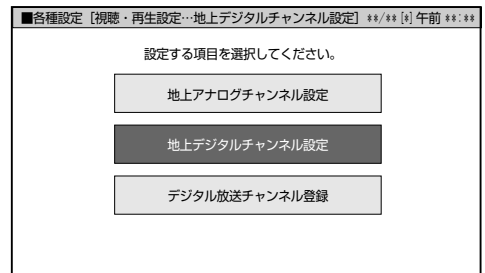 ■各種設定［視聴・再生設定…地上デジタルチャンネル設定］ **/**[*]午前 **:**
設定する項目を選択してください。
地上アナログチャンネル設定
地上デジタルチャンネル設定
デジタル放送チャンネル登録